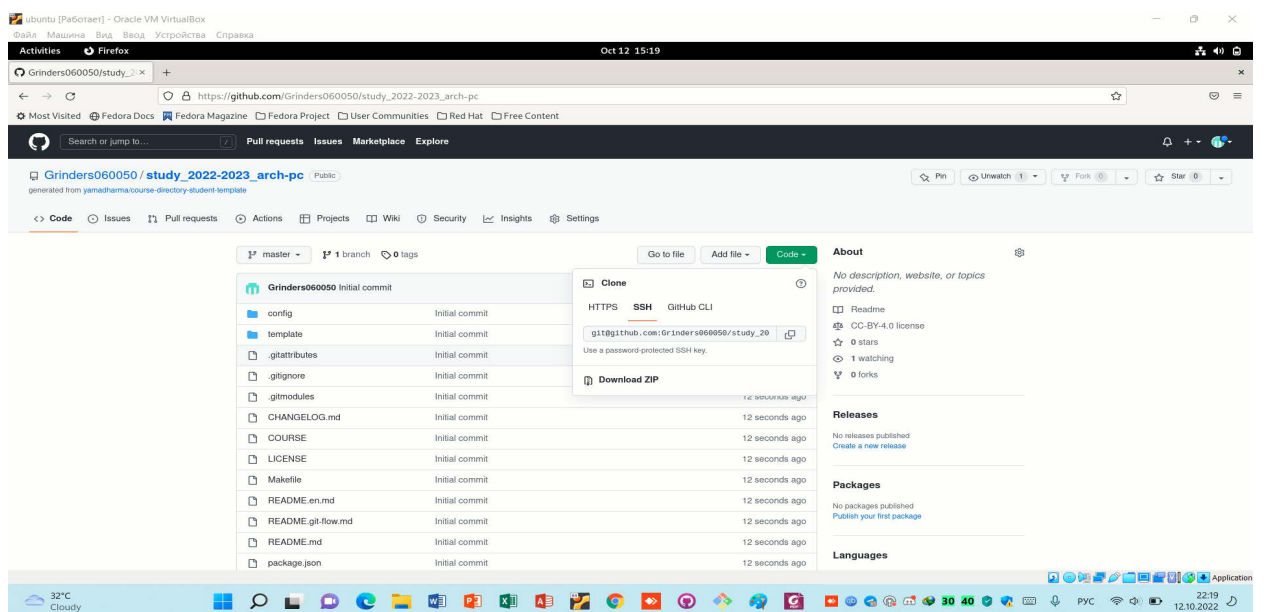 ubuntu [Работает] - Oracle VM VirtualBox
Файл Машина Вид Ввод Устройства Справка
Activities Firefox Oct 12 15:19
Grinders060050/study_2
https://github.com/Grinders060050/study_2022-2023_arch-pc
Most Visited Fedora Docs Fedora Magazine Fedora Project User Communities Red Hat Free Content
Search or jump to... / Pull requests Issues Marketplace Explore
Grinders060050 / study_2022-2023_arch-pc Public Pin Unwatch 1 Fork 0 Star 0
generated from yamadharma/course-directory-student-template
Code Issues Pull requests Actions Projects Wiki Security Insights Settings
master 1 branch 0 tags Go to file Add file Code
Grinders060050 Initial commit
config Initial commit
template Initial commit
.gitattributes Initial commit
.gitignore Initial commit
.gitmodules Initial commit 12 seconds ago
CHANGELOG.md Initial commit 12 seconds ago
COURSE Initial commit 12 seconds ago
LICENSE Initial commit 12 seconds ago
Makefile Initial commit 12 seconds ago
README.en.md Initial commit 12 seconds ago
README.git-flow.md Initial commit 12 seconds ago
README.md Initial commit 12 seconds ago
package.json Initial commit 12 seconds ago
Clone
HTTPS SSH GitHub CLI
git@github.com:Grinders060050/study_20
Use a password-protected SSH key.
Download ZIP
About
No description, website, or topics
provided.
Readme
CC-BY-4.0 license
0 stars
1 watching
0 forks
Releases
No releases published
Create a new release
Packages
No packages published
Publish your first package
Languages
Application
32°C
Cloudy
30 40
РУС
22:19
12.10.2022